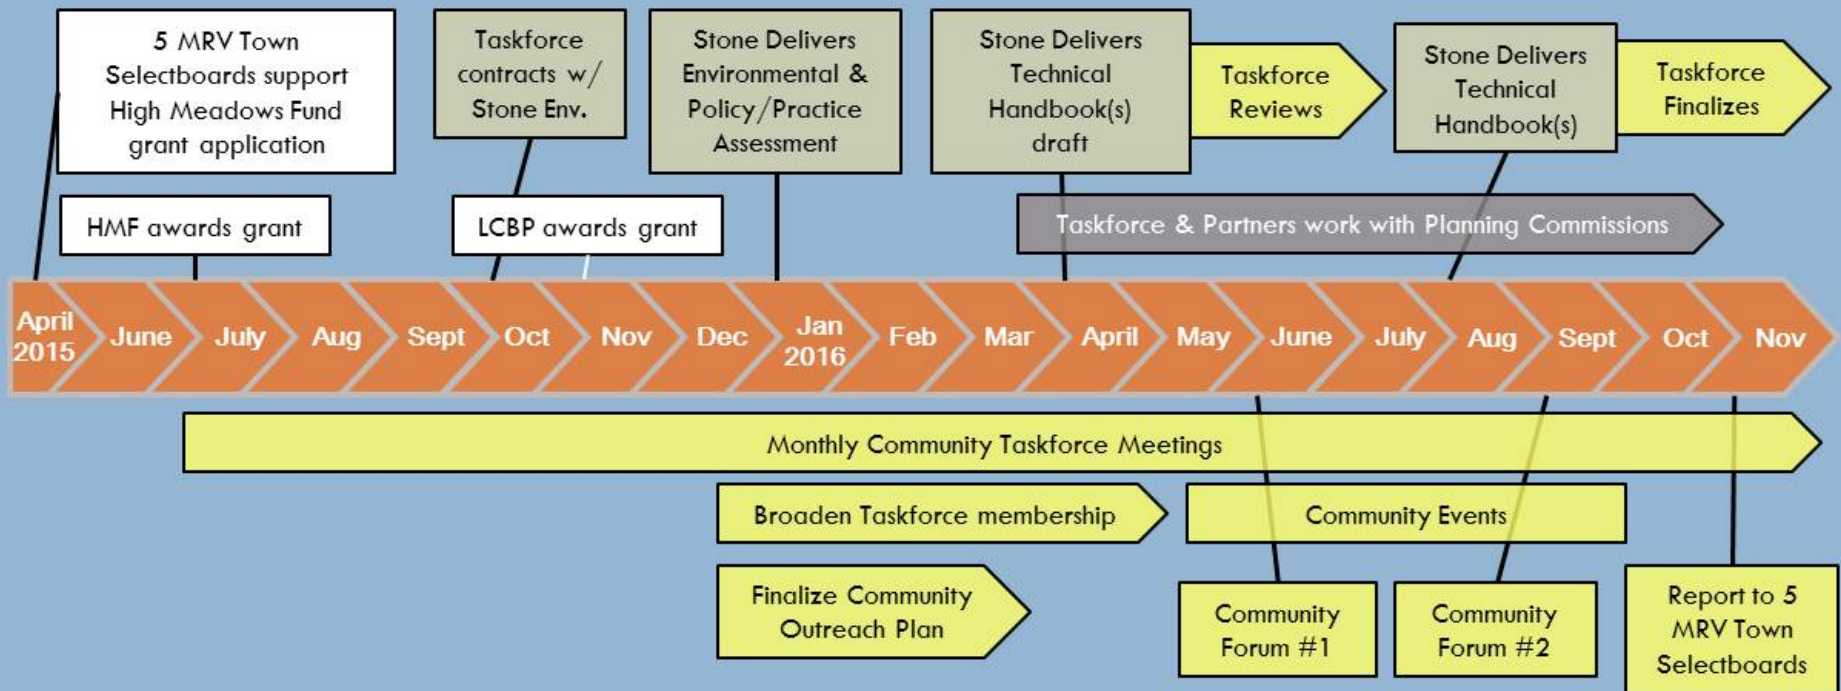 5 MRV Town
Selectboards support
High Meadows Fund
grant application
Taskforce
contracts w/
Stone Env.
Stone Delivers
Environmental &
Policy/Practice
Assessment
Stone Delivers
Technical
Handbook(s)
draft
Taskforce
Reviews
Stone Delivers
Technical
Handbook(s)
Taskforce
Finalizes
HMF awards grant
LCBP awards grant
Taskforce & Partners work with Planning Commissions
April
2015
June
July
Aug
Sept
Oct
Nov
Dec
Jan
2016
Feb
Mar
April
May
June
July
Aug
Sept
Oct
Nov
Monthly Community Taskforce Meetings
Broaden Taskforce membership
Community Events
Finalize Community
Outreach Plan
Community
Forum #1
Community
Forum #2
Report to 5
MRV Town
Selectboards